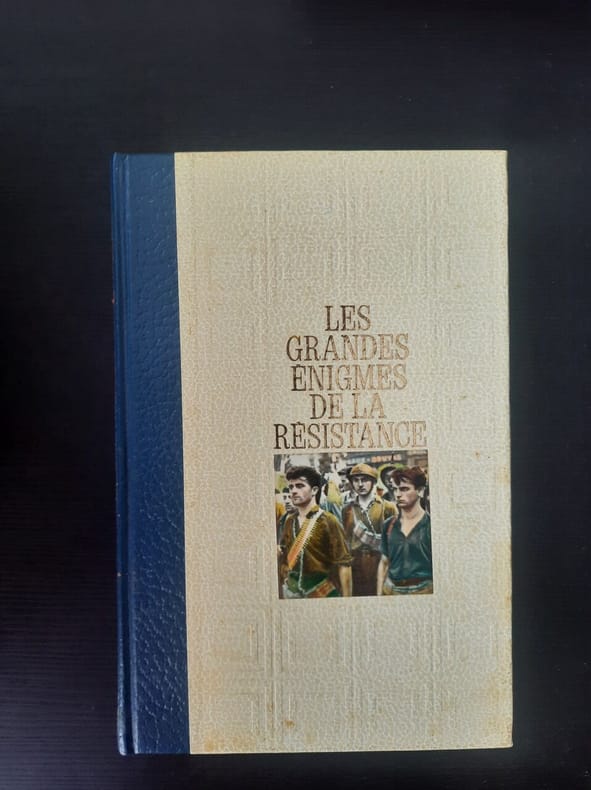 LES
GRANDES
ÉNIGMES
DE LA
RÉSISTANCE